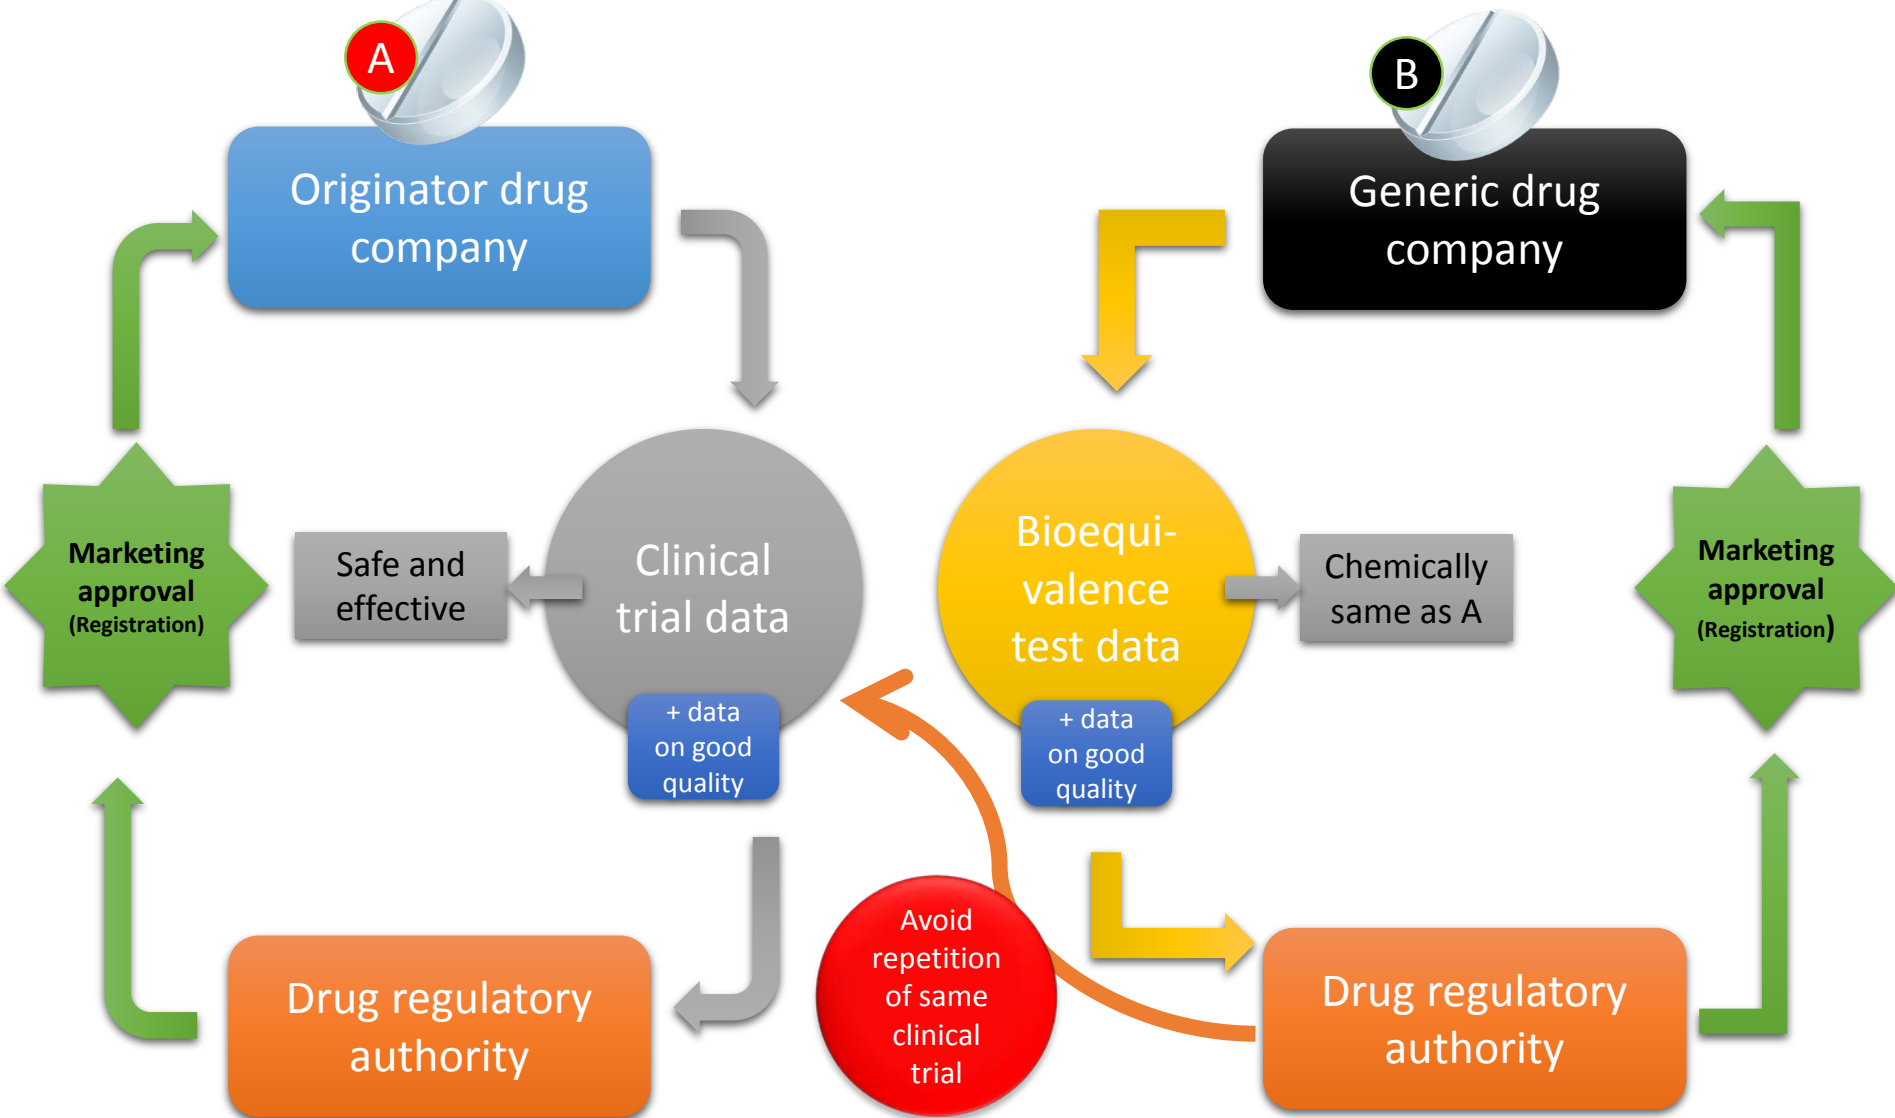 A
Originator drug
company
B
Generic drug
company
Marketing
approval
(Registration)
Safe and
effective
Clinical
trial data
+ data
on good
quality
Bioequi-
valence
test data
+ data
on good
quality
Chemically
same as A
Marketing
approval
(Registration)
Drug regulatory
authority
Avoid
repetition
of same
clinical
trial
Drug regulatory
authority